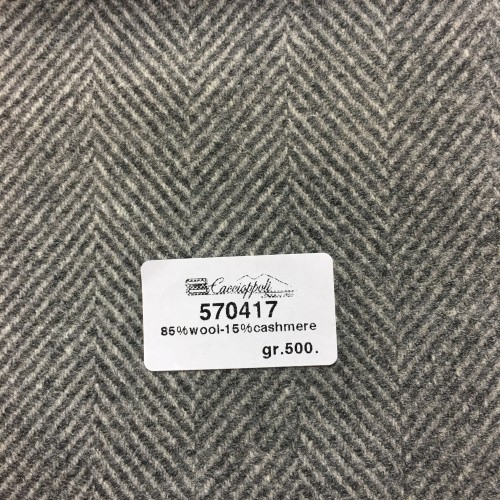 Caccioppoli
570417
85%wool-15%cashmere
gr.500.